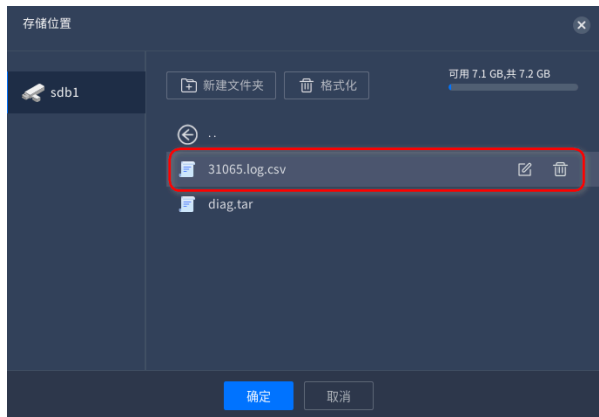 存储位置
sdb1
新建文件夹
格式化
可用 7.1 GB,共 7.2 GB
..
31065.log.csv
diag.tar
确定
取消